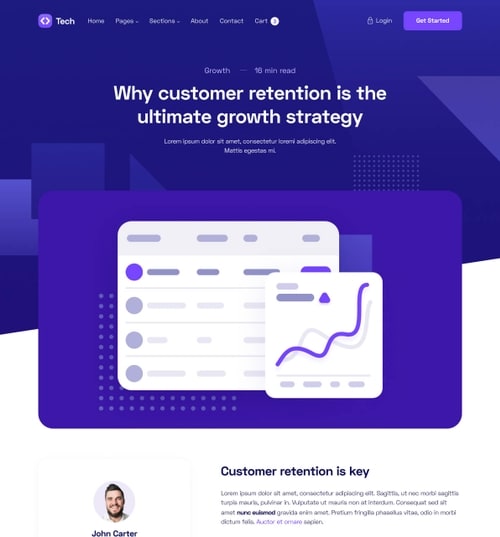 Tech
Home Pages Sections About Contact Cart
Login
Get Started
Growth — 16 min read
Why customer retention is the
ultimate growth strategy
Lorem ipsum dolor sit amet, consectetur loremi adipiscing elit.
Mattis egestas mi.
Customer retention is key
Lorem ipsum dolor sit amet, consectetur adipiscing elit. Sagittis, ut nec morbi sagittis
turpis mauris, pulvinar in. Vulputate ut mauris non at interdum. Consequat sed sit
amet nunc euismod gravida enim amet. Pretium fringilla phasellus vitae, odio in morbi
dictum felis. Auctor et ornare sapien.
John Carter